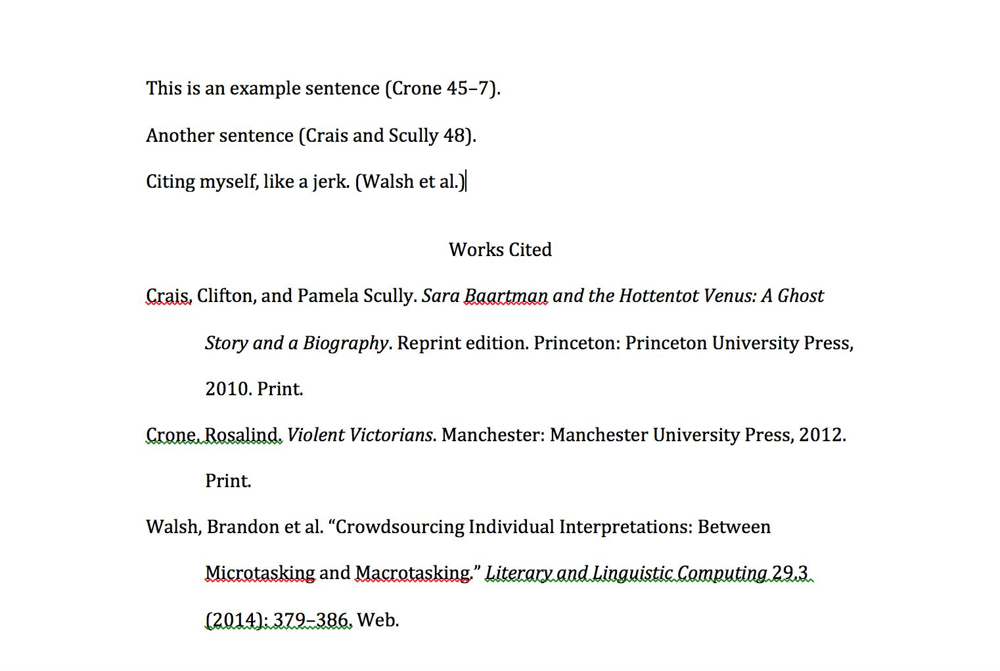 This is an example sentence (Crone 45–7).
Another sentence (Crais and Scully 48).
Citing myself, like a jerk. (Walsh et al.)
Works Cited
Crais, Clifton, and Pamela Scully. Sara Baartman and the Hottentot Venus: A Ghost
Story and a Biography. Reprint edition. Princeton: Princeton University Press,
2010. Print.
Crone, Rosalind. Violent Victorians. Manchester: Manchester University Press, 2012.
Print.
Walsh, Brandon et al. “Crowdsourcing Individual Interpretations: Between
Microtasking and Macrotasking.” Literary and Linguistic Computing 29.3
(2014): 379–386. Web.